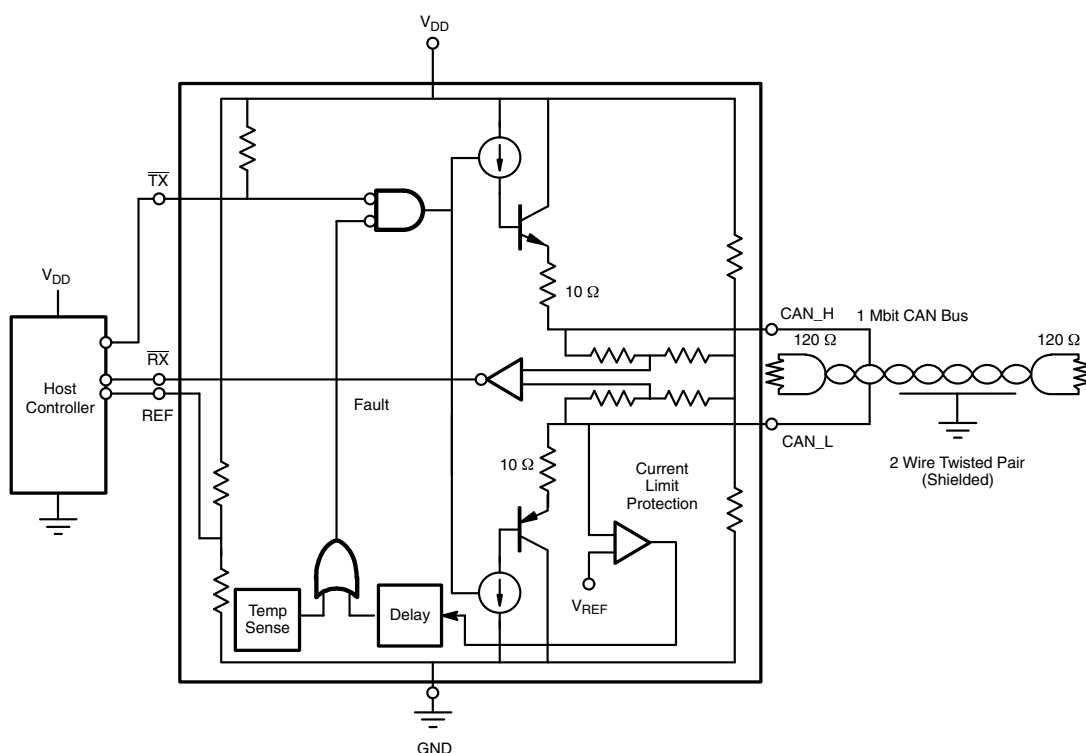 VDD
TX
VDD
10 Ω
CAN_H
1 Mbit CAN Bus
120 Ω
120 Ω
Host
Controller
RX
REF
Fault
CAN_L
10 Ω
Current
Limit
Protection
2 Wire Twisted Pair
(Shielded)
VREF
Temp
Sense
Delay
GND